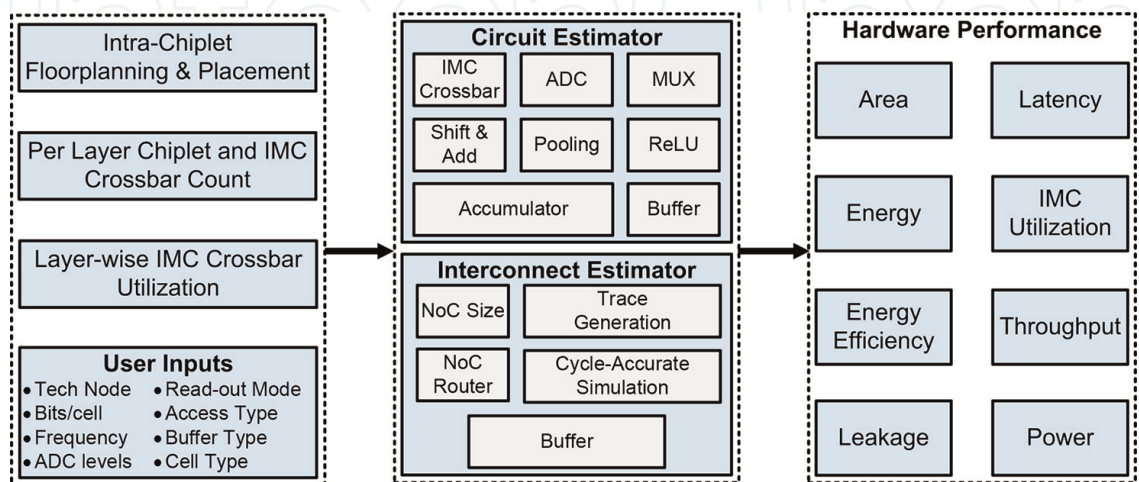 Intra-Chiplet
Floorplanning & Placement
Per Layer Chiplet and IMC
Crossbar Count
Layer-wise IMC Crossbar
Utilization
User Inputs
• Tech Node
• Bits/cell
• Frequency
• ADC levels
• Read-out Mode
• Access Type
• Buffer Type
• Cell Type
Circuit Estimator
IMC
Crossbar
ADC
MUX
Shift &
Add
Pooling
ReLU
Accumulator
Buffer
Interconnect Estimator
NoC Size
Trace
Generation
NoC
Router
Cycle-Accurate
Simulation
Buffer
Hardware Performance
Area
Latency
Energy
IMC
Utilization
Energy
Efficiency
Throughput
Leakage
Power